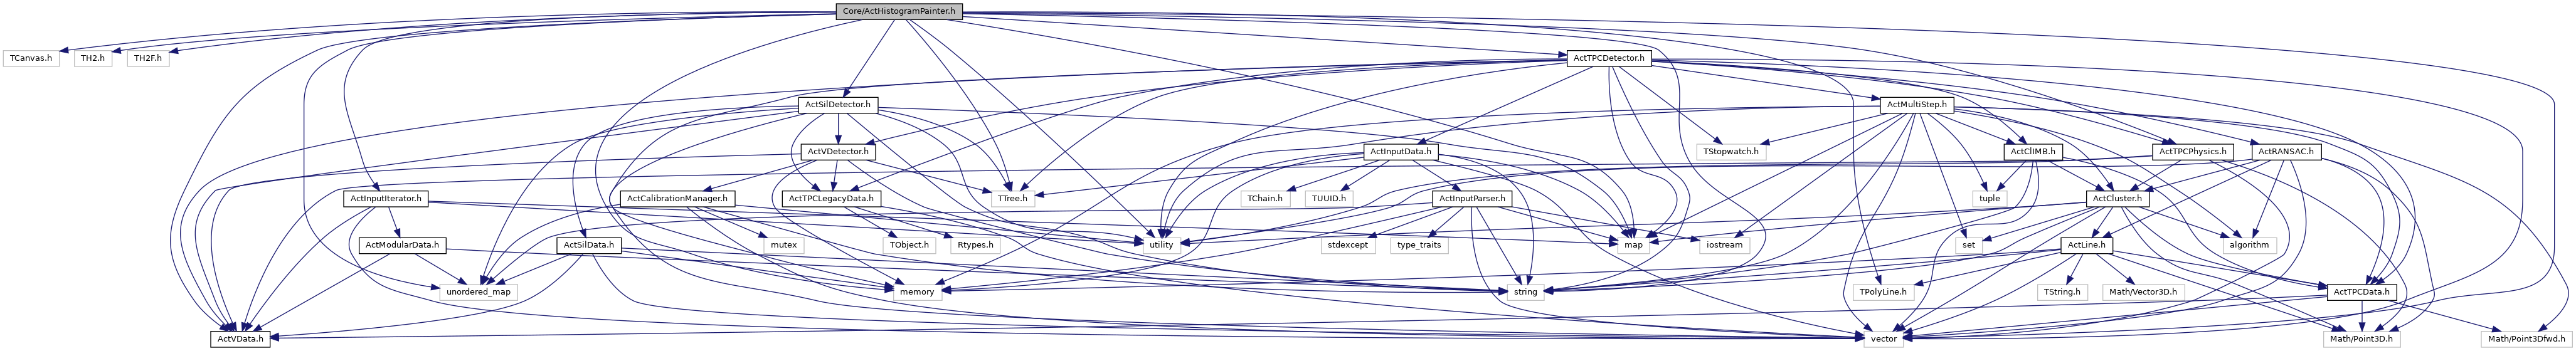 Core/ActHistogramPainter.h
TCanvas.h
TH2.h
TH2F.h
ActTPCDetector.h
ActSilDetector.h
ActMultiStep.h
ActVDetector.h
ActInputData.h
TStopwatch.h
ActClIMB.h
ActTPCPhysics.h
ActRANSAC.h
ActInputIterator.h
ActCalibrationManager.h
ActTPCLegacyData.h
TTree.h
TChain.h
TUUID.h
ActInputParser.h
tuple
ActCluster.h
ActModularData.h
ActSilData.h
mutex
TObject.h
Rtypes.h
utility
stdexcept
type_traits
map
iostream
set
ActLine.h
algorithm
unordered_map
memory
string
TPolyLine.h
TString.h
Math/Vector3D.h
ActTPCData.h
ActVData.h
vector
Math/Point3D.h
Math/Point3Dfwd.h